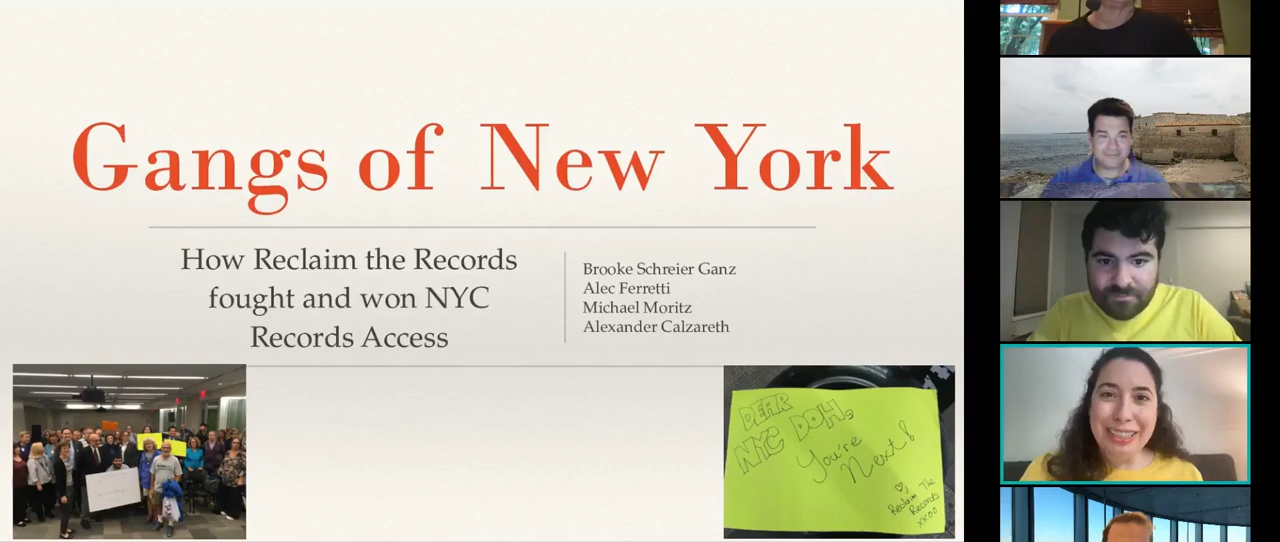 Gangs of New York
How Reclaim the Records
fought and won NYC
Records Access
Brooke Schreier Ganz
Alec Ferretti
Michael Moritz
Alexander Calzareth
DEAR
NYC DOH,
You're
Next!
♡,
Reclaim The
Records
xxoo